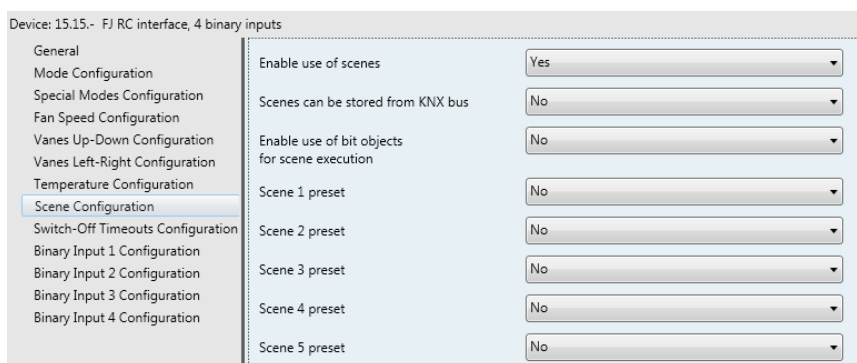 Device: 15.15.- FJ RC interface, 4 binary inputs
General
Mode Configuration
Special Modes Configuration
Fan Speed Configuration
Vanes Up-Down Configuration
Vanes Left-Right Configuration
Temperature Configuration
Scene Configuration
Switch-Off Timeouts Configuration
Binary Input 1 Configuration
Binary Input 2 Configuration
Binary Input 3 Configuration
Binary Input 4 Configuration
Enable use of scenes Yes
Scenes can be stored from KNX bus No
Enable use of bit objects No
for scene execution
Scene 1 preset No
Scene 2 preset No
Scene 3 preset No
Scene 4 preset No
Scene 5 preset No